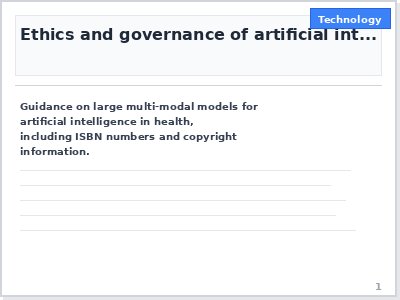 Technology
Ethics and governance of artificial int...
Guidance on large multi-modal models for
artificial intelligence in health,
including ISBN numbers and copyright
information.
1